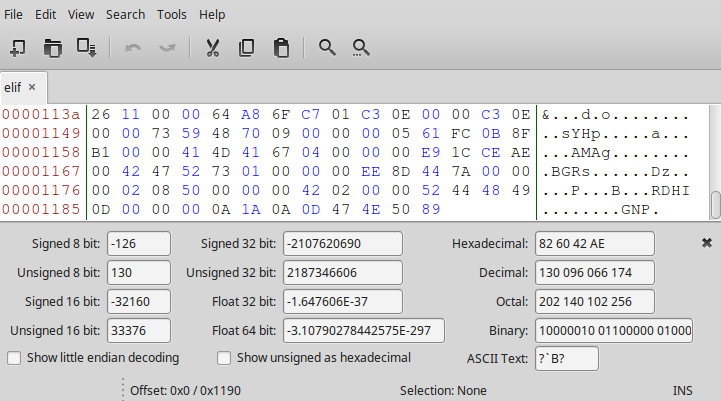 File Edit View Search Tools Help
elif ×
0000113a 26 11 00 00 64 A8 6F C7 01 C3 0E 00 00 C3 0E &...d.o........
00001149 00 00 73 59 48 70 09 00 00 00 05 61 FC 0B 8F ..sYHp.....a...
00001158 B1 00 00 41 4D 41 67 04 00 00 00 E9 1C CE AE ...AMAg........
00001167 00 42 47 52 73 01 00 00 00 EE 8D 44 7A 00 00 .BGRs......Dz..
00001176 00 02 08 50 00 00 00 42 02 00 00 52 44 48 49 ...P...B...RDHI
00001185 0D 00 00 00 0A 1A 0A 0D 47 4E 50 89 ........GNP.
Signed 8 bit: -126 Signed 32 bit: -2107620690 Hexadecimal: 82 60 42 AE
Unsigned 8 bit: 130 Unsigned 32 bit: 2187346606 Decimal: 130 096 066 174
Signed 16 bit: -32160 Float 32 bit: -1.647606E-37 Octal: 202 140 102 256
Unsigned 16 bit: 33376 Float 64 bit: -3.10790278442575E-297 Binary: 10000010 01100000 01000
Show little endian decoding Show unsigned as hexadecimal ASCII Text: ?`B?
Offset: 0x0 / 0x1190 Selection: None INS